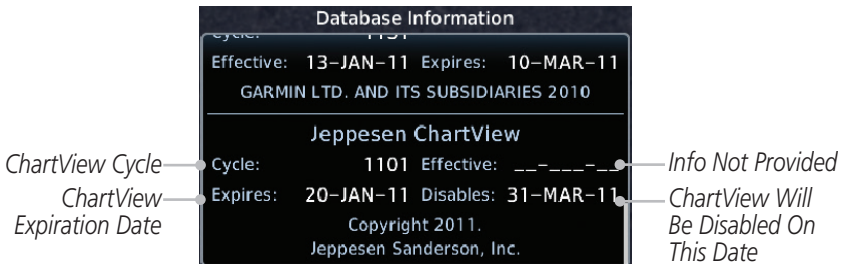 Database Information
Effective: 13-JAN-11 Expires: 10-MAR-11
GARMIN LTD. AND ITS SUBSIDIARIES 2010
Jeppesen ChartView
ChartView Cycle
Cycle: 1101 Effective: __-___-__
Info Not Provided
ChartView
Expiration Date
Expires: 20-JAN-11 Disables: 31-MAR-11
ChartView Will
Be Disabled On
This Date
Copyright 2011.
Jeppesen Sanderson, Inc.